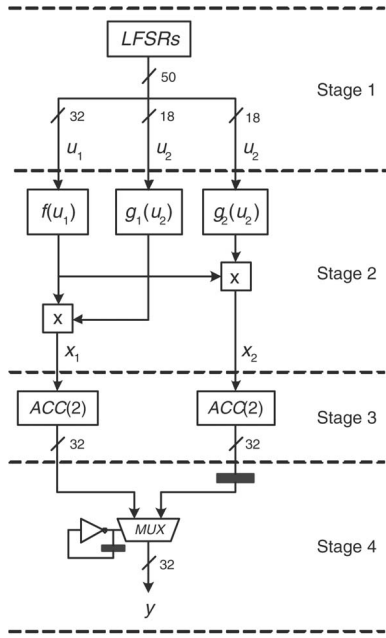 LFSRs
50
Stage 1
32
18
18
u1
u2
u2
f(u1)
g1(u2)
g2(u2)
x
Stage 2
x
x1
x2
ACC(2)
ACC(2)
Stage 3
32
32
MUX
Stage 4
32
y